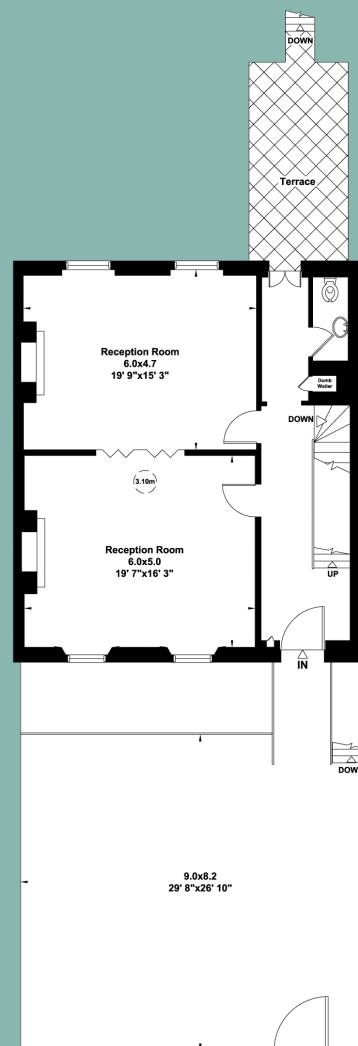 DOWN
Terrace
Reception Room
6.0x4.7
19' 9"x15' 3"
Dumb
Waiter
DOWN
3.10m
Reception Room
6.0x5.0
19' 7"x16' 3"
UP
IN
DOW
9.0x8.2
29' 8"x26' 10"